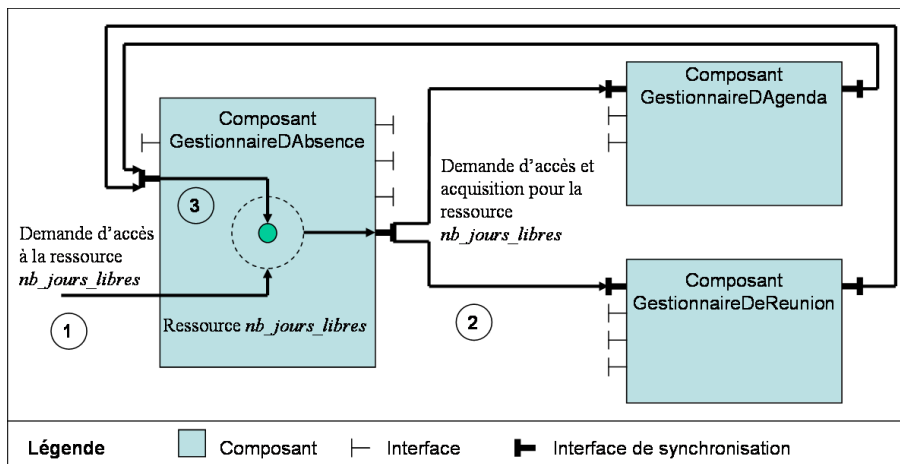 Composant
GestionnaireDAbsence
Composant
GestionnaireDAgenda
Demande d'accès et
acquisition pour la
ressource
nb_jours_libres
3
Demande d'accès
à la ressource
nb_jours_libres
1
Ressource nb_jours_libres
2
Composant
GestionnaireDeReunion
Légende
Composant
Interface
Interface de synchronisation